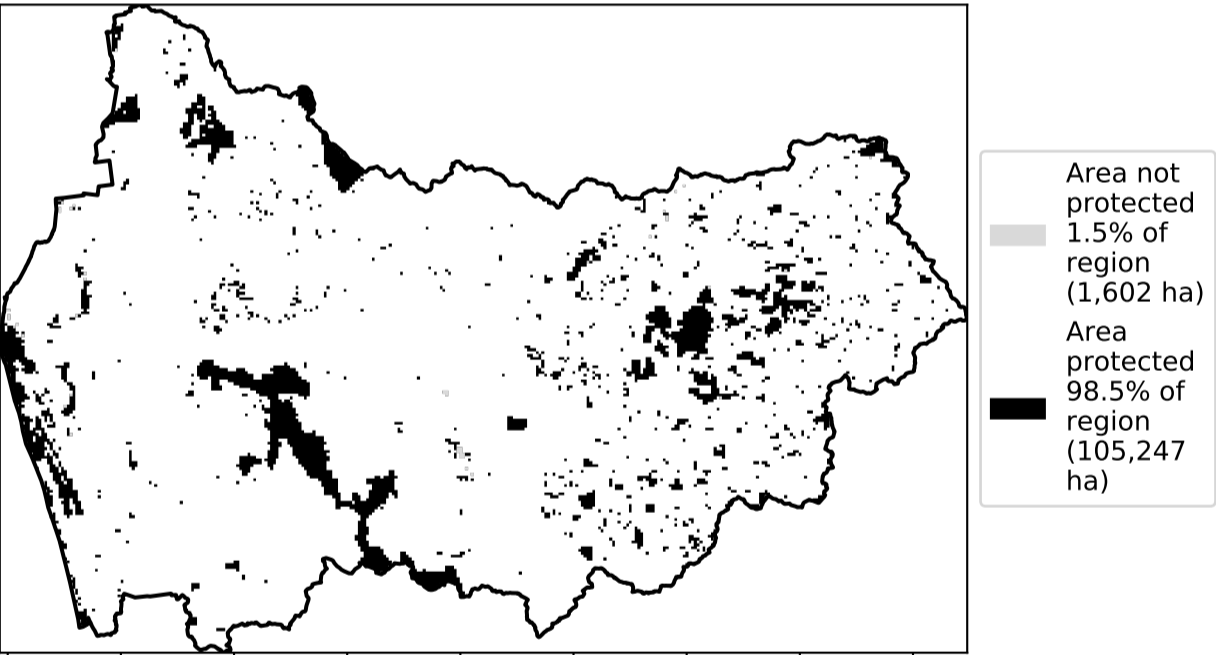 Area not
protected
1.5% of
region
(1,602 ha)
Area
protected
98.5% of
region
(105,247
ha)